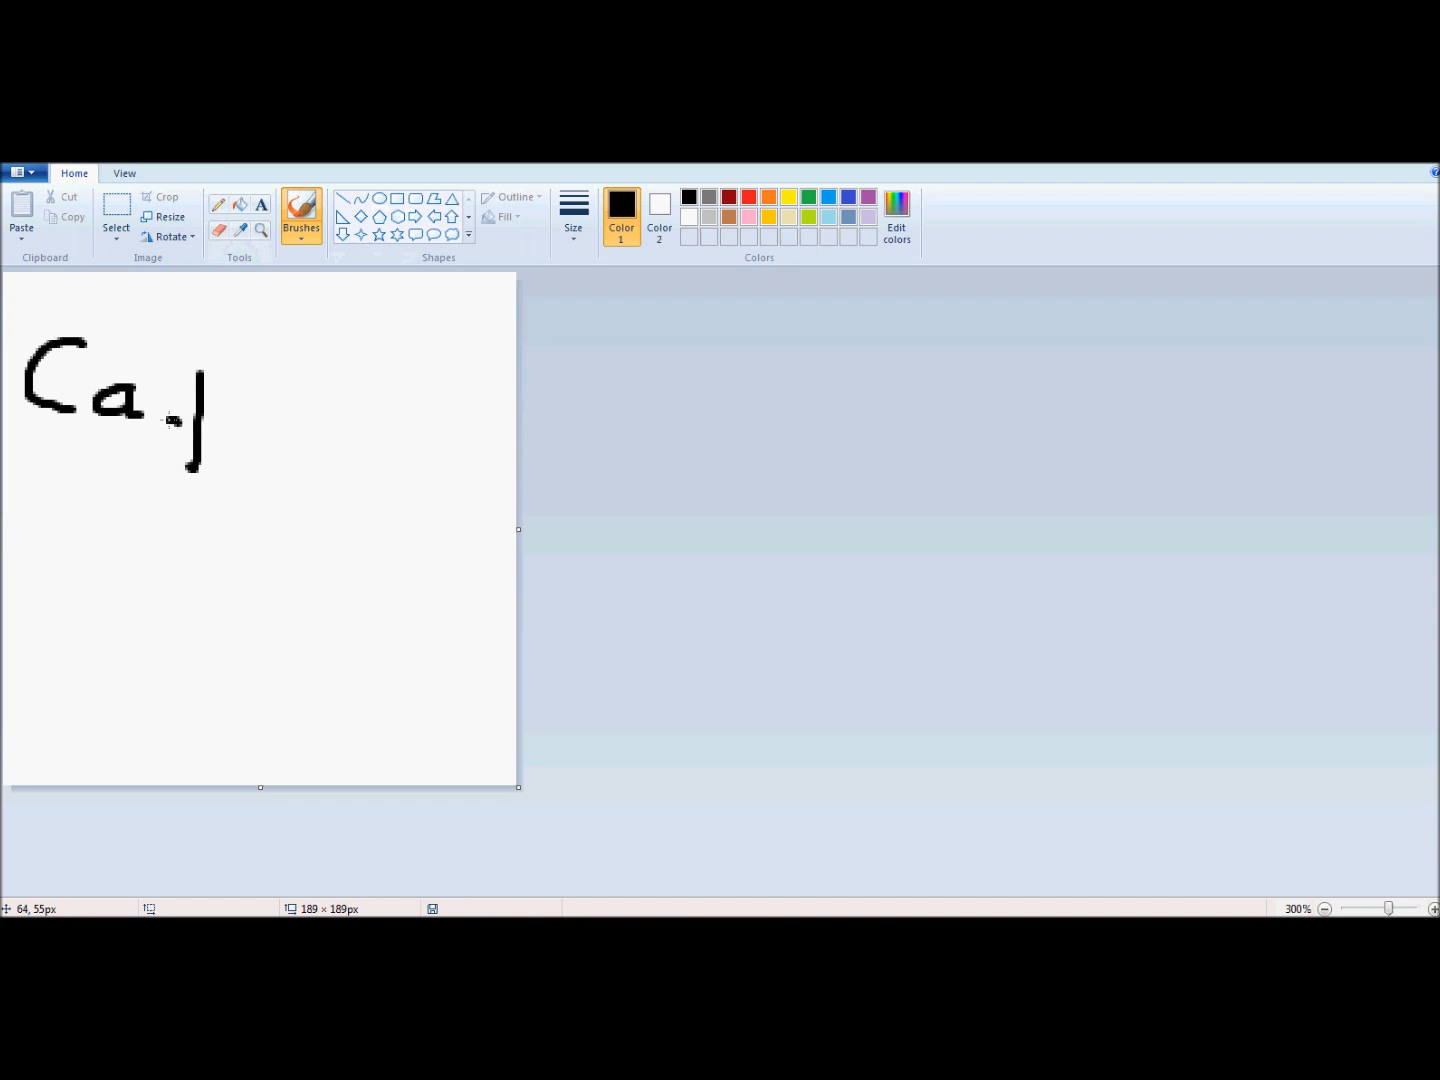 Home View
Cut Crop Outline
Copy Resize Fill
Paste Select Rotate Brushes Size Color 1 Color 2 Edit colors
Clipboard Image Tools Shapes Colors
Ca
64, 55px 189 × 189px 300%